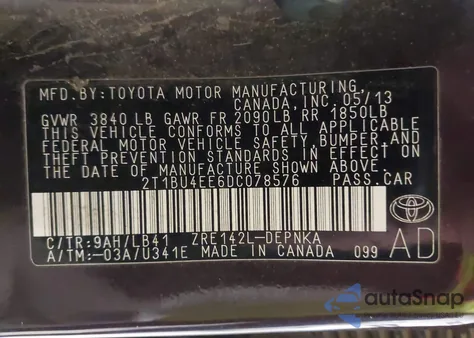 MFD.BY:TOYOTA MOTOR MANUFACTURING,
CANADA,INC. 05/13
GVWR 3840 LB GAWR FR 2090LB,RR 1850LB
THIS VEHICLE CONFORMS TO ALL APPLICABLE
FEDERAL MOTOR VEHICLE SAFETY,BUMPER,AND
THEFT PREVENTION STANDARDS IN EFFECT ON
THE DATE OF MANUFACTURE SHOWN ABOVE.
2T1BU4EE6DC078576 PASS.CAR
C/TR:9AH/LB41 ZRE142L-DEPNKA
A/TM:-03A/U341E MADE IN CANADA 099
AD
autoSnap